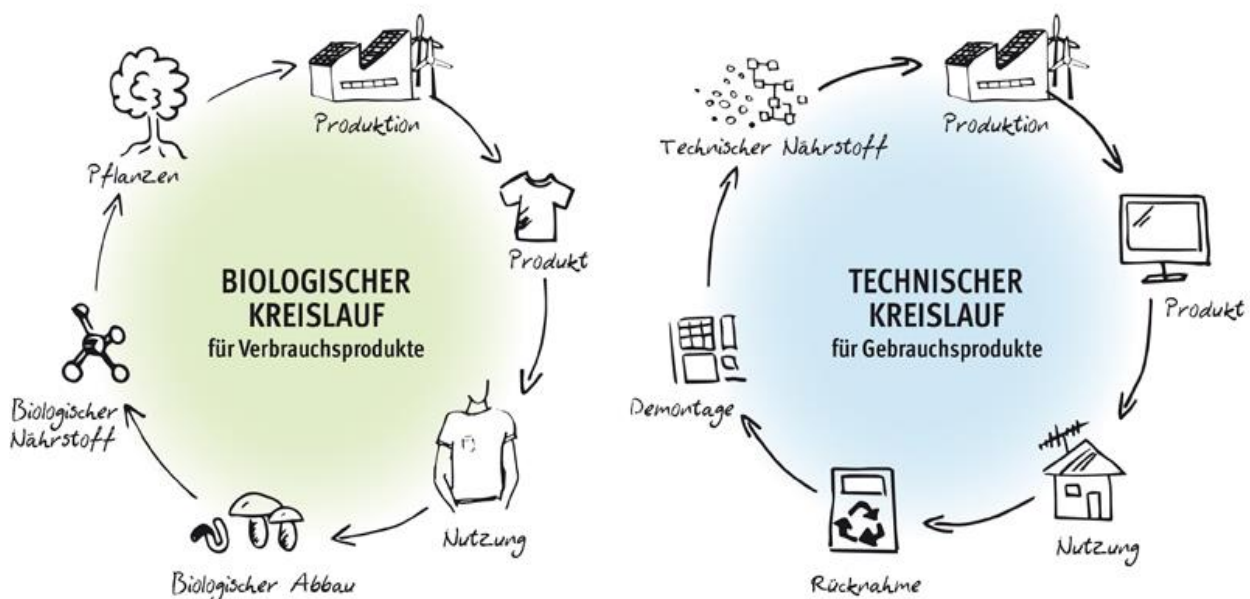 Produktion
Pflanzen
Produkt
BIOLOGISCHER
KREISLAUF
für Verbrauchsprodukte
Biologischer
Nährstoff
Nutzung
Biologischer Abbau
Produktion
Technischer Nährstoff
Produkt
TECHNISCHER
KREISLAUF
für Gebrauchsprodukte
Demontage
Nutzung
Rücknahme